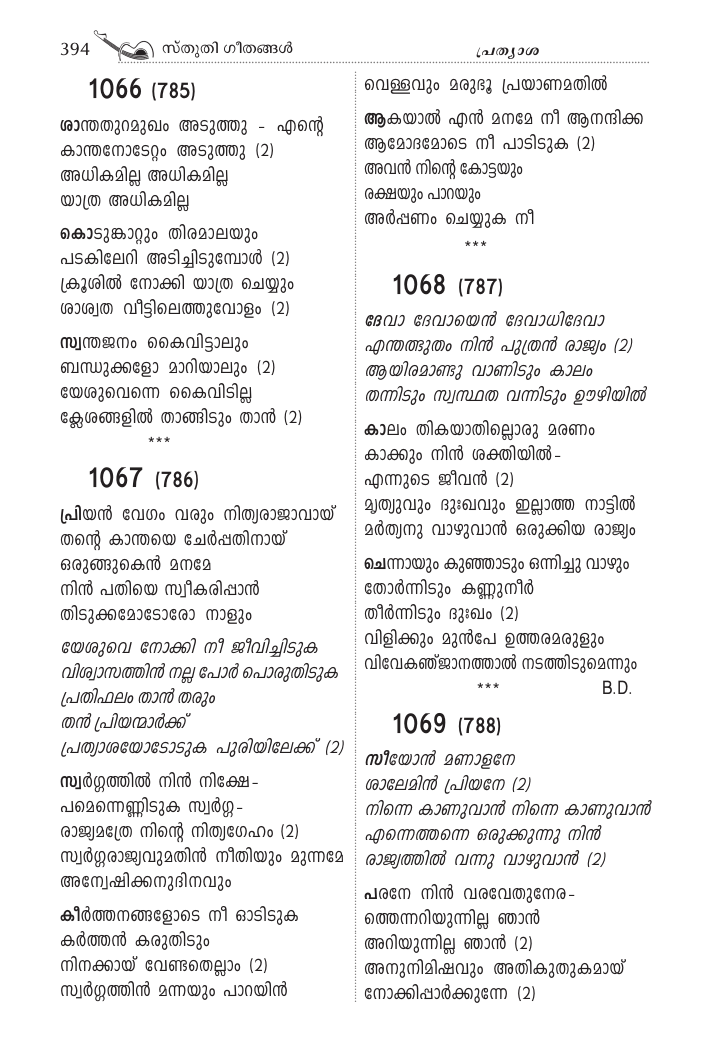 394 സ്തുതി ഗീതങ്ങൾ
പ്രത്യാശ
1066 (785)
ശാന്തതുറമുഖം അടുത്തു - എന്റെ
കാന്തനോടേറ്റം അടുത്തു (2)
അധികമില്ല അധികമില്ല
യാത്ര അധികമില്ല
കൊടുങ്കാറ്റും തിരമാലയും
പടകിലേറി അടിച്ചിടുമ്പോൾ (2)
ക്രൂശിൽ നോക്കി യാത്ര ചെയ്യും
ശാശ്വത വീട്ടിലെത്തുവോളം (2)
സ്വന്തജനം കൈവിട്ടാലും
ബന്ധുക്കളോ മാറിയാലും (2)
യേശുവെന്നെ കൈവിടില്ല
ക്ലേശങ്ങളിൽ താങ്ങിടും താൻ (2)
***
1067 (786)
പ്രിയൻ വേഗം വരും നിത്യരാജാവായ്
തന്റെ കാന്തയെ ചേർപ്പതിനായ്
ഒരുങ്ങുകെൻ മനമേ
നിൻ പതിയെ സ്വീകരിപ്പാൻ
തിടുക്കമോടോരോ നാളും
യേശുവെ നോക്കി നീ ജീവിച്ചിടുക
വിശ്വാസത്തിൻ നല്ല പോർ പൊരുതിടുക
പ്രതിഫലം താൻ തരും
തൻ പ്രിയന്മാർക്ക്
പ്രത്യാശയോടോടുക പുരിയിലേക്ക് (2)
സ്വർഗ്ഗത്തിൽ നിൻ നിക്ഷേ-
പമെന്നെണ്ണിടുക സ്വർഗ്ഗ-
രാജ്യമത്രേ നിന്റെ നിത്യഗേഹം (2)
സ്വർഗ്ഗരാജ്യവുമതിൻ നീതിയും മുന്നമേ
അന്വേഷിക്കനുദിനവും
കീർത്തനങ്ങളോടെ നീ ഓടിടുക
കർത്തൻ കരുതിടും
നിനക്കായ് വേണ്ടതെല്ലാം (2)
സ്വർഗ്ഗത്തിൻ മന്നയും പാറയിൻ
വെള്ളവും മരുഭൂ പ്രയാണമതിൽ
ആകയാൽ എൻ മനമേ നീ ആനന്ദിക്ക
ആമോദമോടെ നീ പാടിടുക (2)
അവൻ നിന്റെ കോട്ടയും
രക്ഷയും പാറയും
അർപ്പണം ചെയ്യുക നീ
***
1068 (787)
ദേവാ ദേവായെൻ ദേവാധിദേവാ
എന്തത്ഭുതം നിൻ പുത്രൻ രാജ്യം (2)
ആയിരമാണ്ടു വാണിടും കാലം
തന്നിടും സ്വസ്ഥത വന്നിടും ഊഴിയിൽ
കാലം തികയാതില്ലൊരു മരണം
കാക്കും നിൻ ശക്തിയിൽ-
എന്നുടെ ജീവൻ (2)
മൃത്യുവും ദുഃഖവും ഇല്ലാത്ത നാട്ടിൽ
മർത്യനു വാഴുവാൻ ഒരുക്കിയ രാജ്യം
ചെന്നായും കുഞ്ഞാടും ഒന്നിച്ചു വാഴും
തോർന്നിടും കണ്ണുനീർ
തീർന്നിടും ദുഃഖം (2)
വിളിക്കും മുൻപേ ഉത്തരമരുളും
വിവേകജ്ഞാനത്താൽ നടത്തിടുമെന്നും
*** B.D.
1069 (788)
സീയോൻ മണാളനേ
ശാലേമിൻ പ്രിയനേ (2)
നിന്നെ കാണുവാൻ നിന്നെ കാണുവാൻ
എന്നെത്തന്നെ ഒരുക്കുന്നു നിൻ
രാജ്യത്തിൽ വന്നു വാഴുവാൻ (2)
പരനേ നിൻ വരവേതുനേര-
ത്തെന്നറിയുന്നില്ല ഞാൻ
അറിയുന്നില്ല ഞാൻ (2)
അനുനിമിഷവും അതികുതുകമായ്
നോക്കിപ്പാർക്കുന്നേ (2)